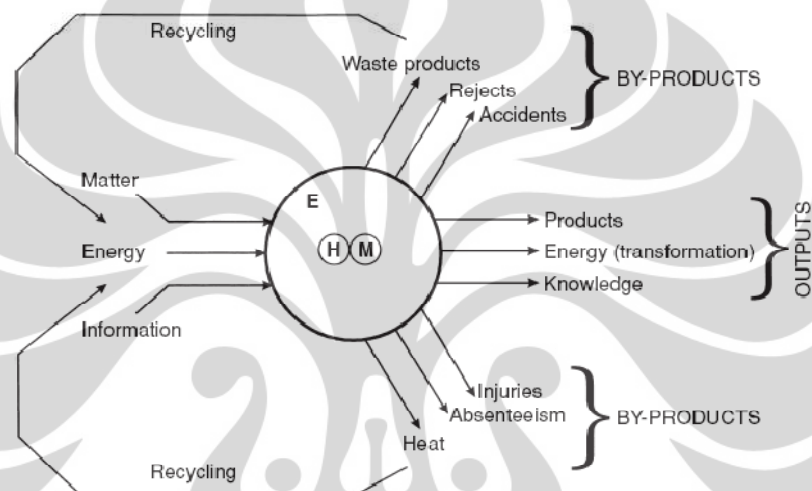 Recycling
Waste products
Rejects
Accidents
BY-PRODUCTS
Matter
Energy
Information
E
H M
Products
Energy (transformation)
Knowledge
OUTPUTS
Injuries
Absenteeism
Heat
BY-PRODUCTS
Recycling